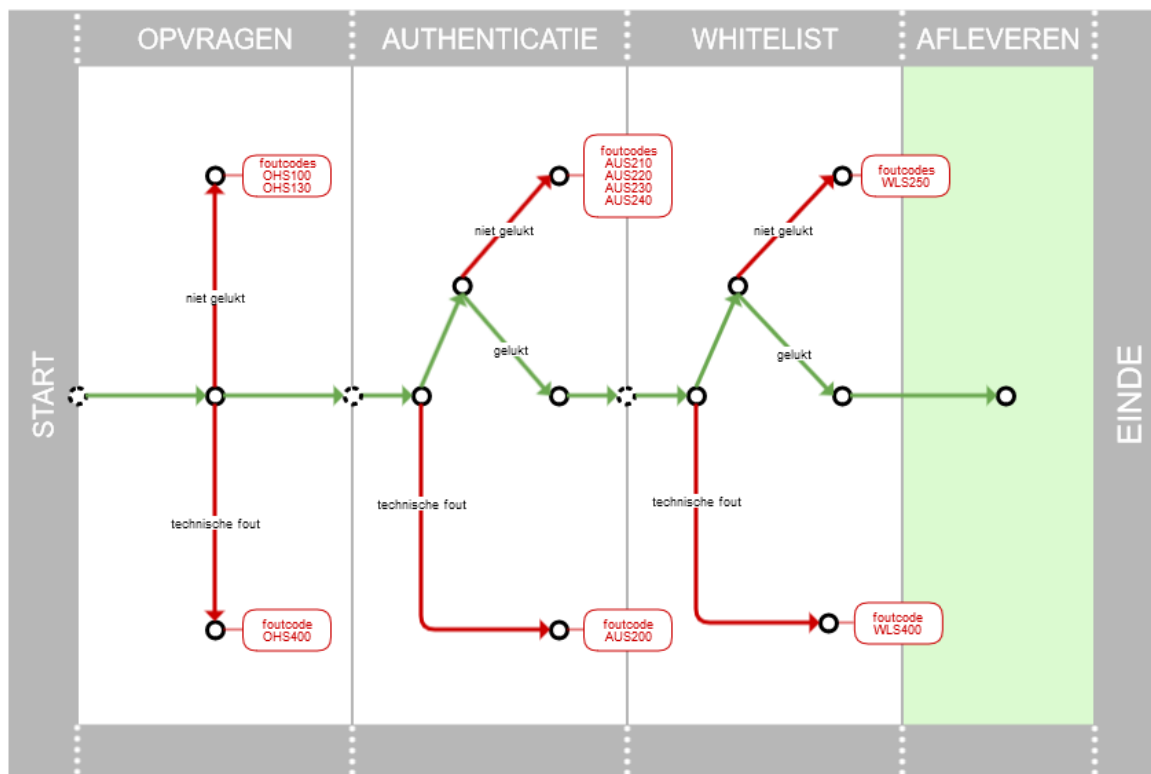 OPVRAGEN
AUTHENTICATIE
WHITELIST
AFLEVEREN
START
foutcodes
OHS100
OHS130
niet gelukt
technische fout
foutcode
OHS400
foutcodes
AUS210
AUS220
AUS230
AUS240
niet gelukt
gelukt
technische fout
foutcode
AUS200
foutcodes
WLS250
niet gelukt
gelukt
technische fout
foutcode
WLS400
EINDE